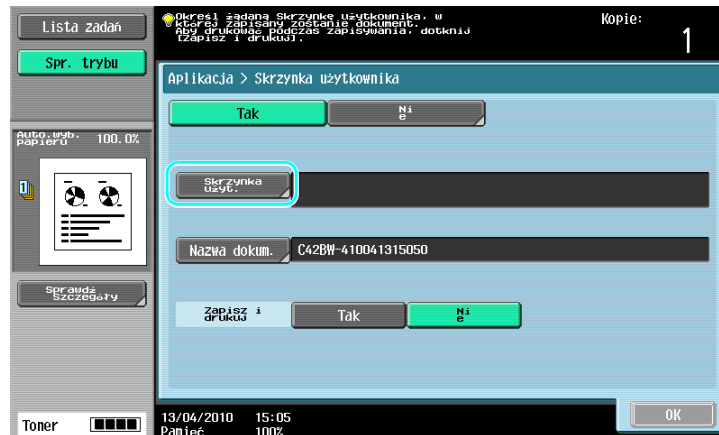 Lista zadań
Spr. trybu
Określ żądaną Skrzynkę użytkownika, w
której zapisany zostanie dokument.
Aby drukować podczas zapisywania, dotknij
[Zapisz i drukuj].
Kopie:
1
Aplikacja > Skrzynka użytkownika
Tak
Ni
e
Auto.wyb.
papieru
100.0%
1
Skrzynka
użyt.
Nazwa dokum.
C42BW-410041315050
Sprawdź
Szczegóły
Zapisz i
drukuj
Tak
Ni
e
OK
Toner
13/04/2010 15:05
Pamięć 100%